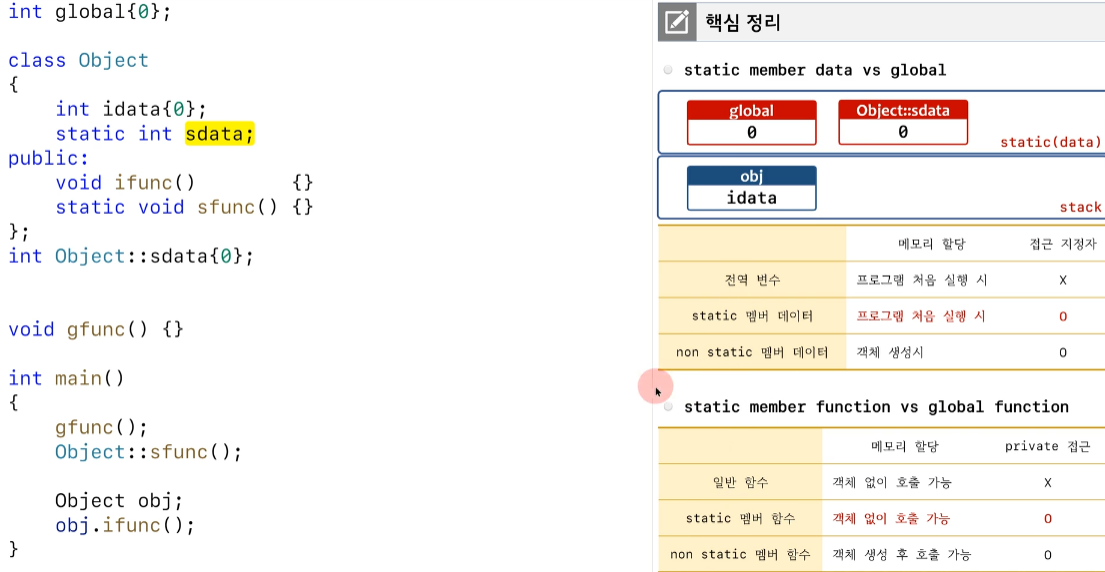 int global{0};
class Object
{
    int idata{0};
    static int sdata;
public:
    void ifunc()        {}
    static void sfunc() {}
};
int Object::sdata{0};
void gfunc() {}
int main()
{
    gfunc();
    Object::sfunc();
    Object obj;
    obj.ifunc();
}
핵심 정리
static member data vs global
global Object::sdata
0 0
static(data)
obj
idata
stack
메모리 할당 접근 지정자
전역 변수 프로그램 처음 실행 시 X
static 멤버 데이터 프로그램 처음 실행 시 O
non static 멤버 데이터 객체 생성시 O
static member function vs global function
메모리 할당 private 접근
일반 함수 객체 없이 호출 가능 X
static 멤버 함수 객체 없이 호출 가능 O
non static 멤버 함수 객체 생성 후 호출 가능 O